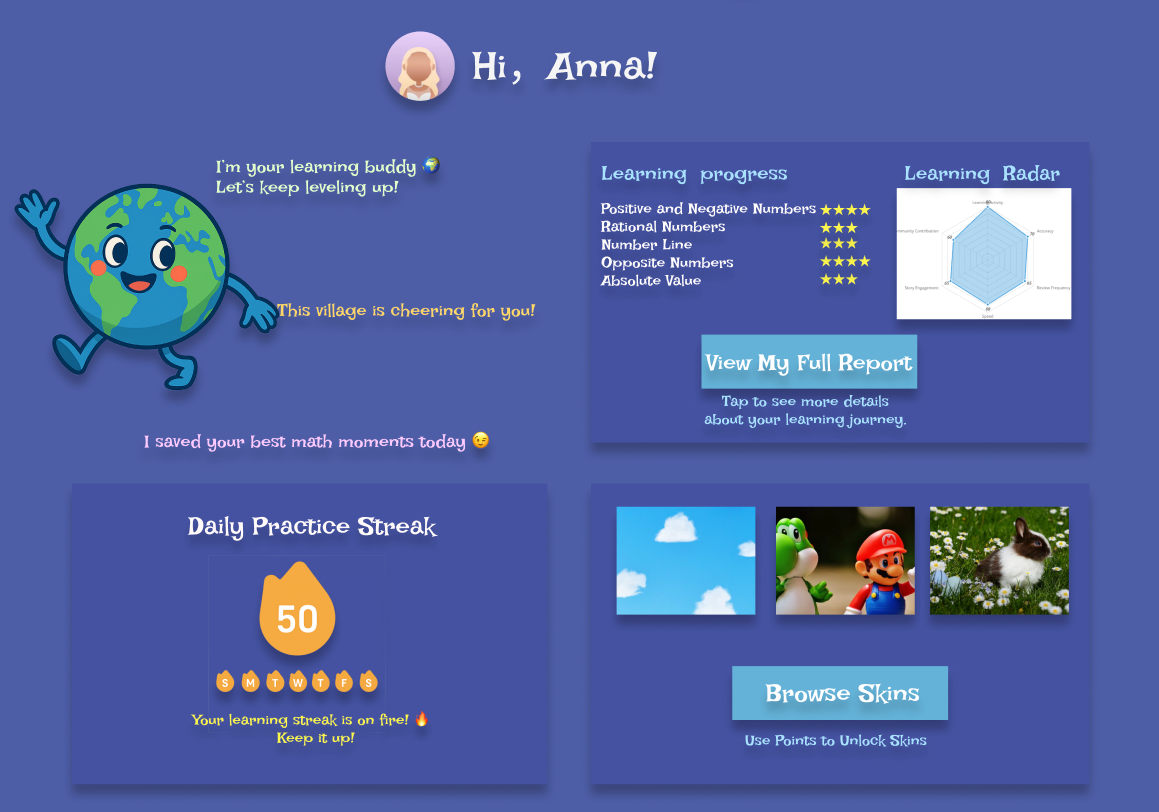 Hi, Anna!
I'm your learning buddy 🌍
Let's keep leveling up!
This village is cheering for you!
I saved your best math moments today 😉
Learning progress
Positive and Negative Numbers ★★★★
Rational Numbers ★★★
Number Line ★★★
Opposite Numbers ★★★★
Absolute Value ★★★
Learning Radar
Accuracy
Review Frequency
Speed
Story Engagement
View My Full Report
Tap to see more details
about your learning journey.
Daily Practice Streak
50
S M T W T F S
Your learning streak is on fire! 🔥
Keep it up!
M
Browse Skins
Use Points to Unlock Skins